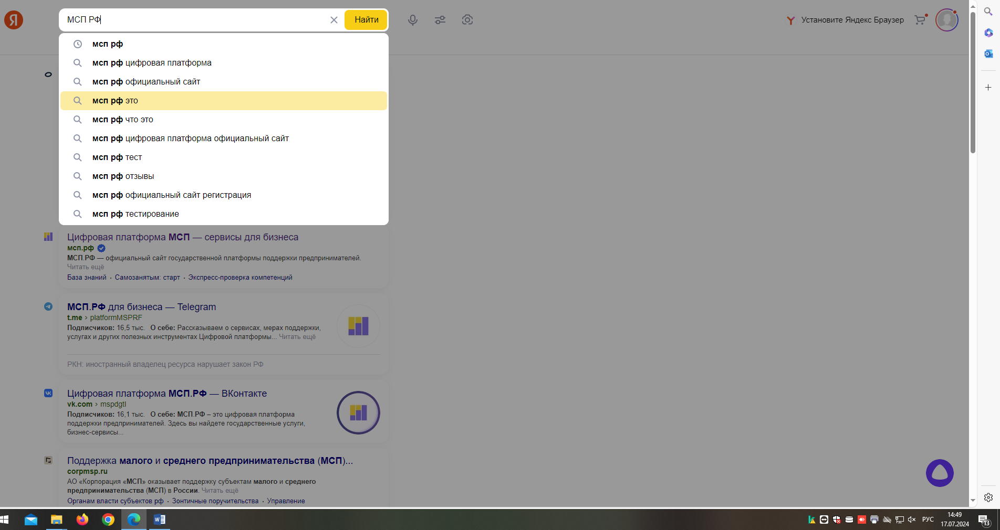 Я
МСП РФ
Найти
Установите Яндекс Браузер
мсп рф
мсп рф цифровая платформа
мсп рф официальный сайт
мсп рф это
мсп рф что это
мсп рф цифровая платформа официальный сайт
мсп рф тест
мсп рф отзывы
мсп рф официальный сайт регистрация
мсп рф тестирование
Цифровая платформа МСП — сервисы для бизнеса
мсп.рф
МСП.РФ — официальный сайт государственной платформы поддержки предпринимателей.
Читать ещё
База знаний · Самозанятым: старт · Экспресс-проверка компетенций
МСП.РФ для бизнеса — Telegram
t.me › platformMSPRF
Подписчиков: 16,5 тыс. О себе: Рассказываем о сервисах, мерах поддержки,
услугах и других полезных инструментах Цифровой платформы... Читать ещё
РКН: иностранный владелец ресурса нарушает закон РФ
Цифровая платформа МСП.РФ — ВКонтакте
vk.com › mspdgtl
Подписчиков: 16,1 тыс. О себе: МСП.РФ – это цифровая платформа
поддержки предпринимателей. Здесь вы найдете государственные услуги,
бизнес-сервисы...
Поддержка малого и среднего предпринимательства (МСП)...
corpmsp.ru
АО «Корпорация «МСП» оказывает поддержку субъектам малого и среднего
предпринимательства (МСП) в России. Читать ещё
Органам власти субъектов рф · Зонтичные поручительства · Управление
РУС
14:49
17.07.2024
13